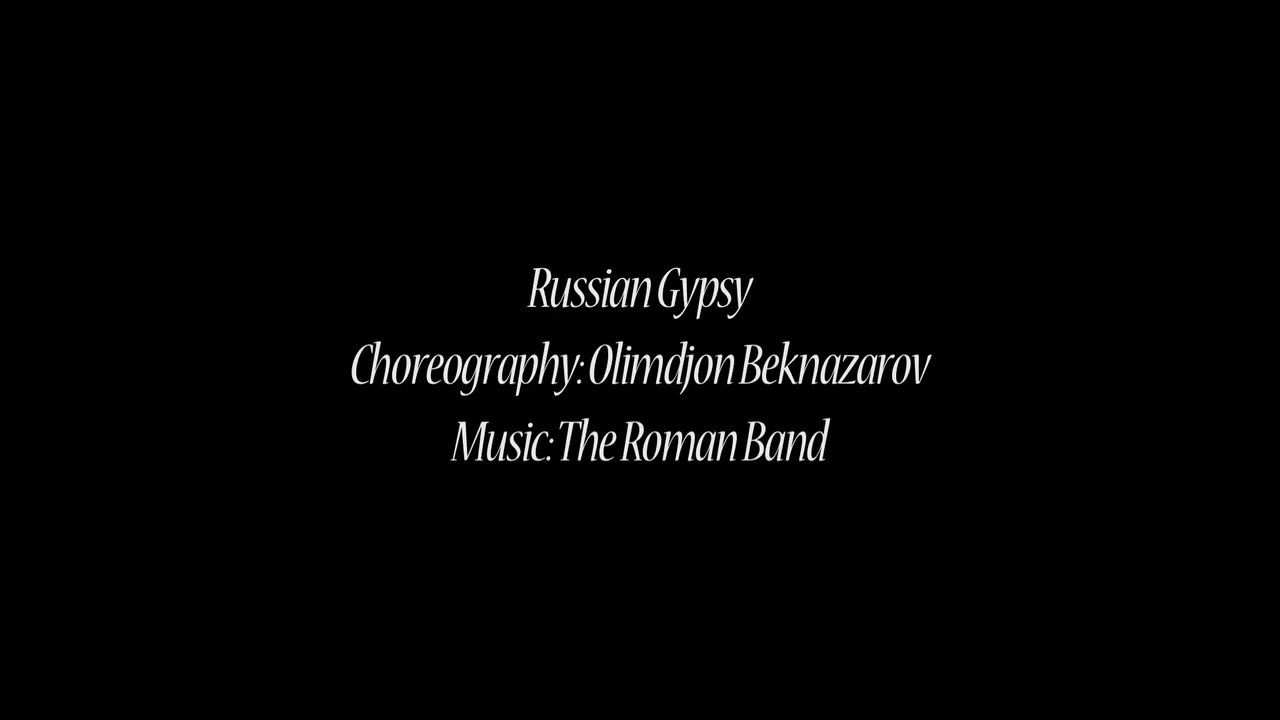 Russian Gypsy
Choreography: Olimdjon Beknazarov
Music: The Roman Band